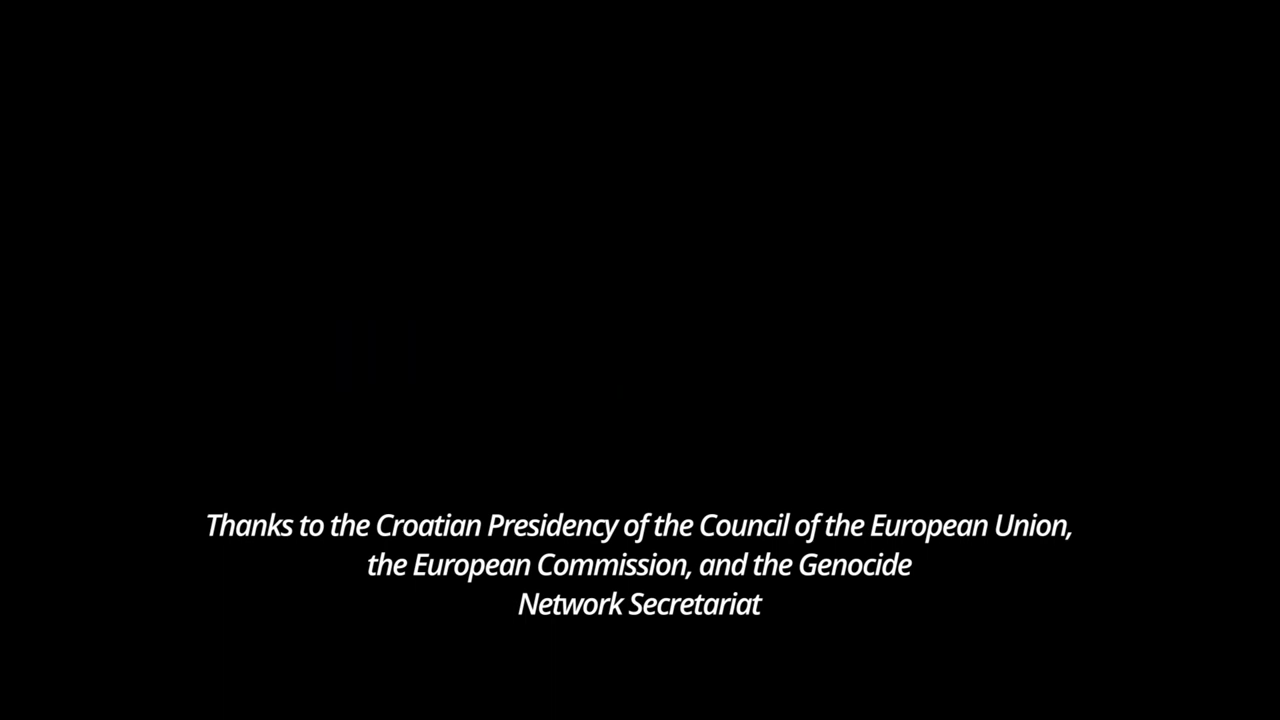 Thanks to the Croatian Presidency of the Council of the European Union,
the European Commission, and the Genocide
Network Secretariat